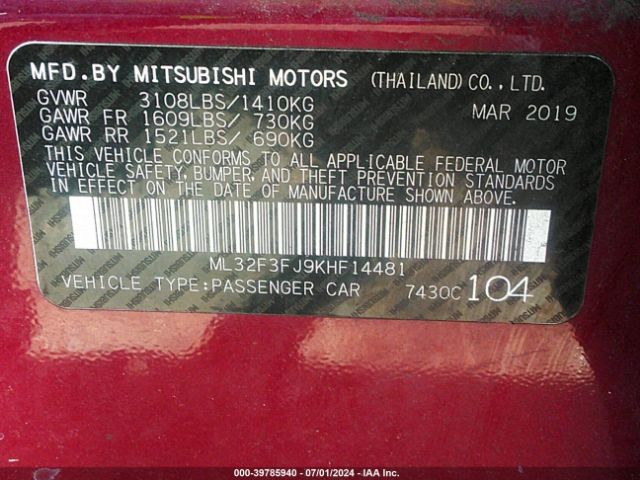 MFD.BY MITSUBISHI MOTORS (THAILAND) CO., LTD.
GVWR 3108LBS/1410KG MAR 2019
GAWR FR 1609LBS/ 730KG
GAWR RR 1521LBS/ 690KG
THIS VEHICLE CONFORMS TO ALL APPLICABLE FEDERAL MOTOR
VEHICLE SAFETY, BUMPER, AND THEFT PREVENTION STANDARDS
IN EFFECT ON THE DATE OF MANUFACTURE SHOWN ABOVE.
ML32F3FJ9KHF14481
VEHICLE TYPE:PASSENGER CAR 7430C 104
000-39785940 - 07/01/2024 - IAA Inc.